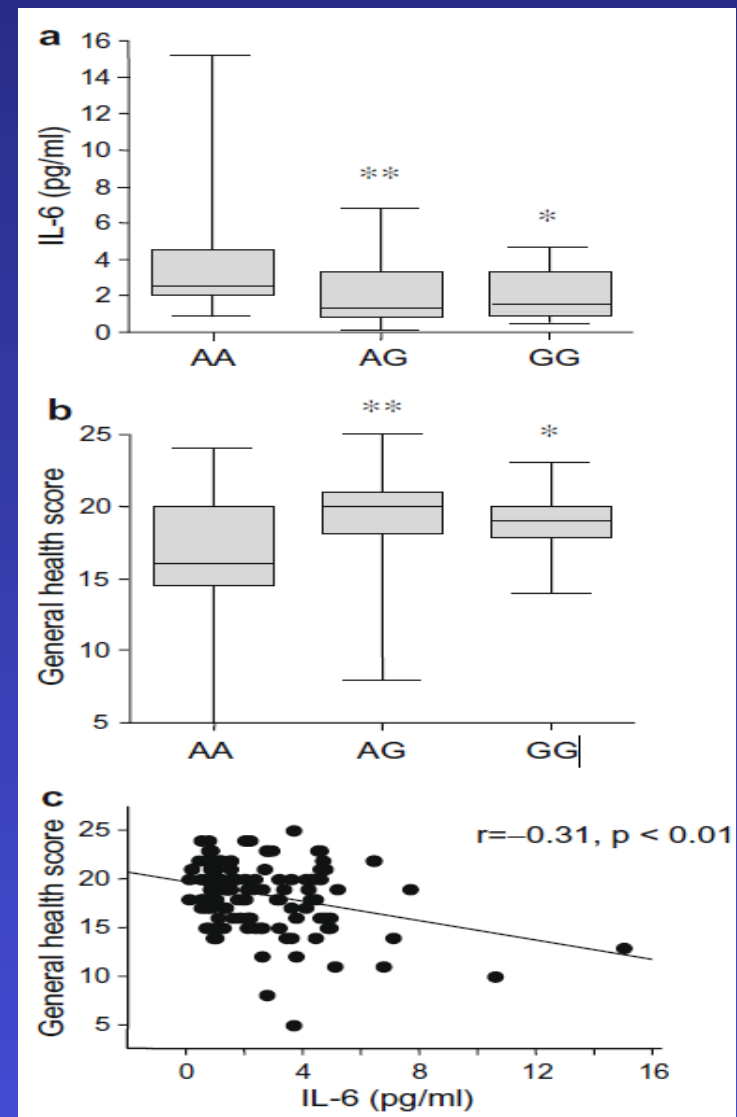 a
16
14
12
10
8
6
4
2
0
IL-6 (pg/ml)
**
*
AA AG GG
b
25
20
15
10
5
General health score
**
*
AA AG GG
c
25
20
15
10
5
General health score
r=–0.31, p < 0.01
0 4 8 12 16
IL-6 (pg/ml)